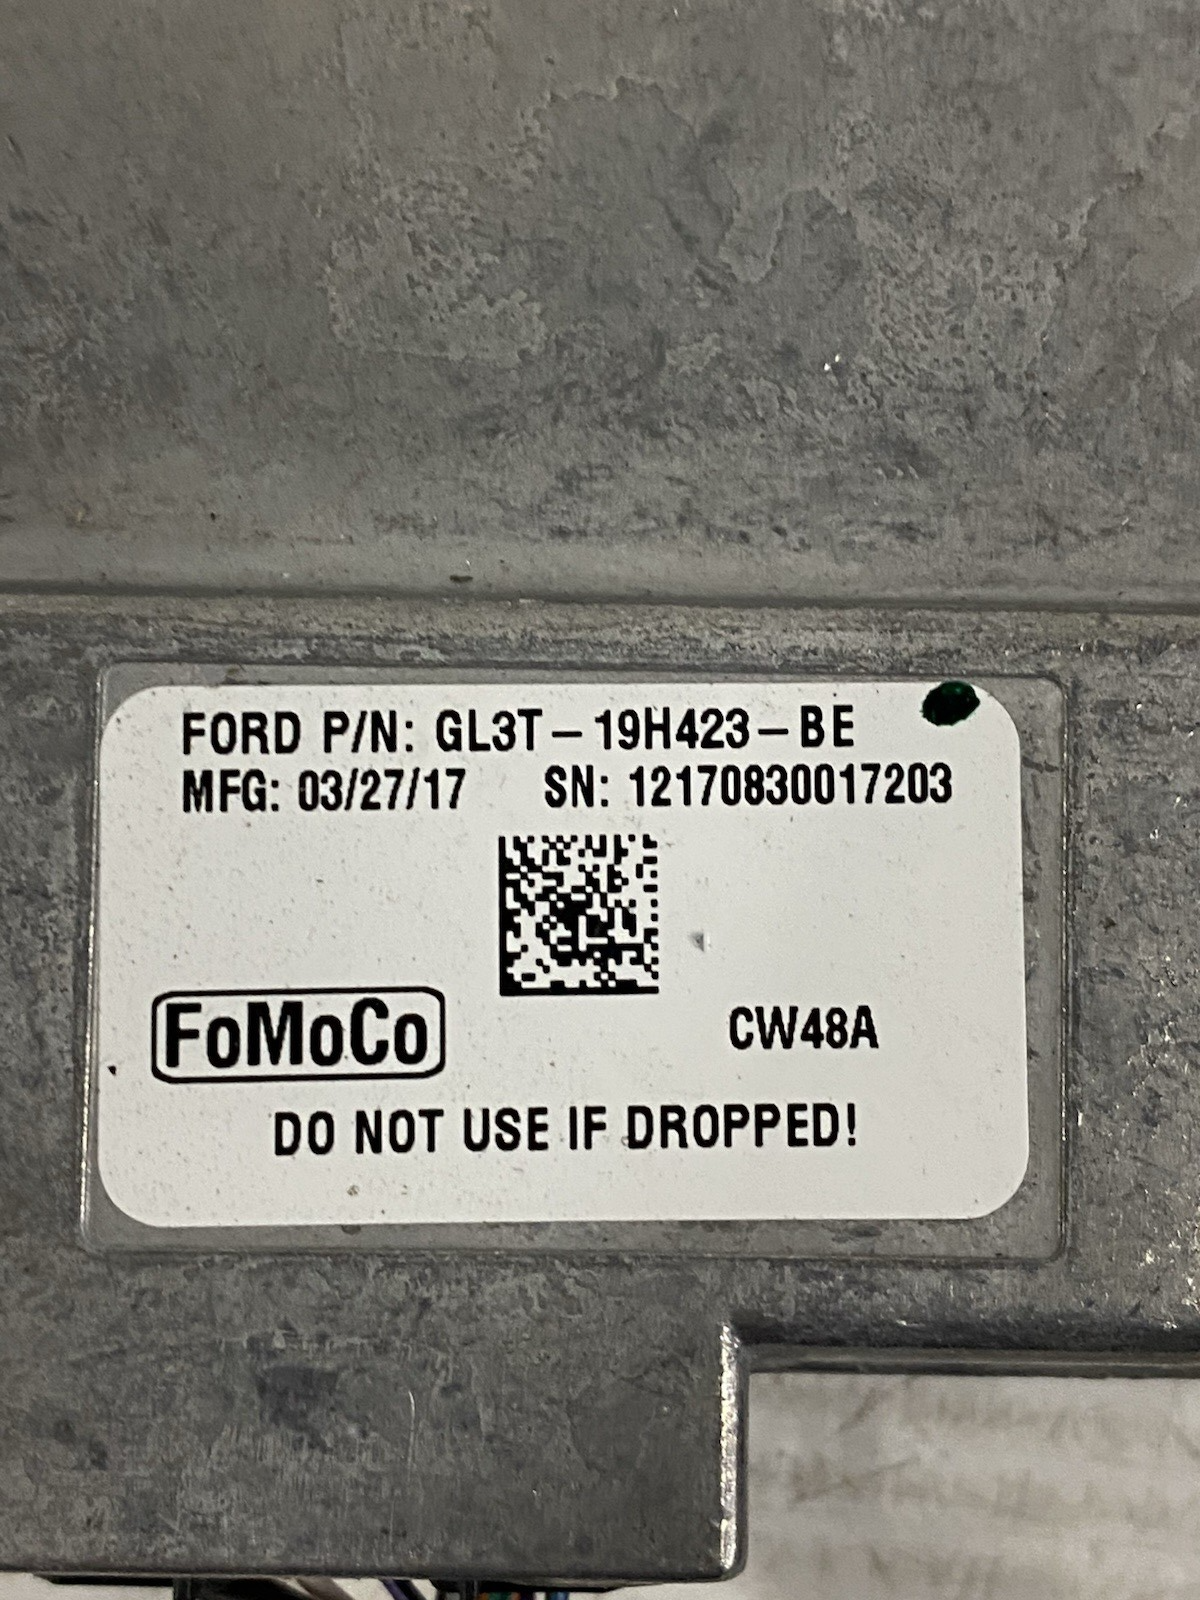 FORD P/N: GL3T-19H423-BE
MFG: 03/27/17 SN: 12170830017203
FoMoCo
CW48A
DO NOT USE IF DROPPED!